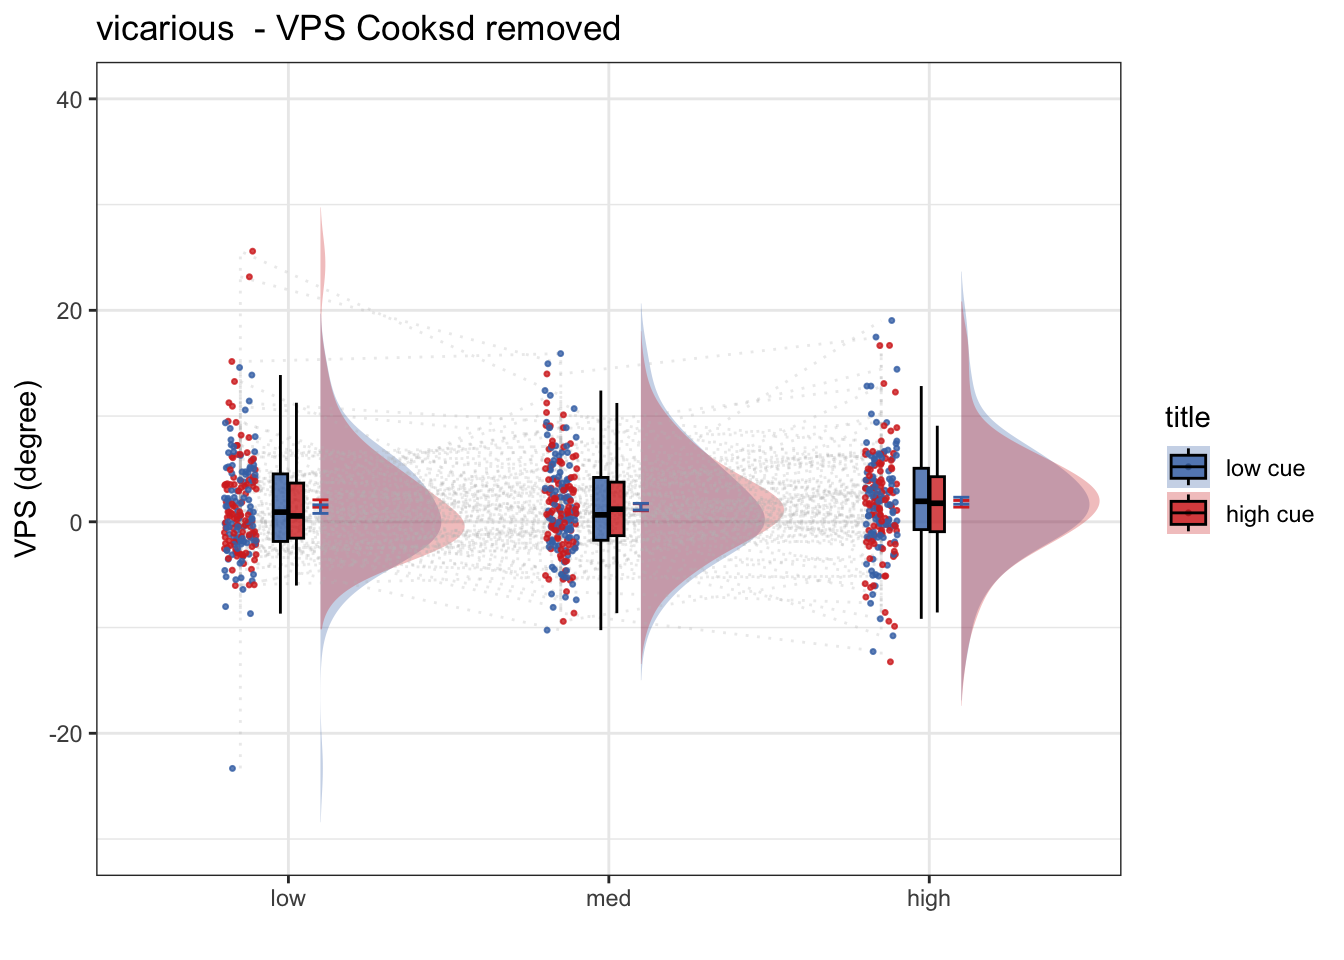 vicarious  - VPS Cooksd removed
VPS (degree)
40
20
0
-20
low
med
high
title
low cue
high cue